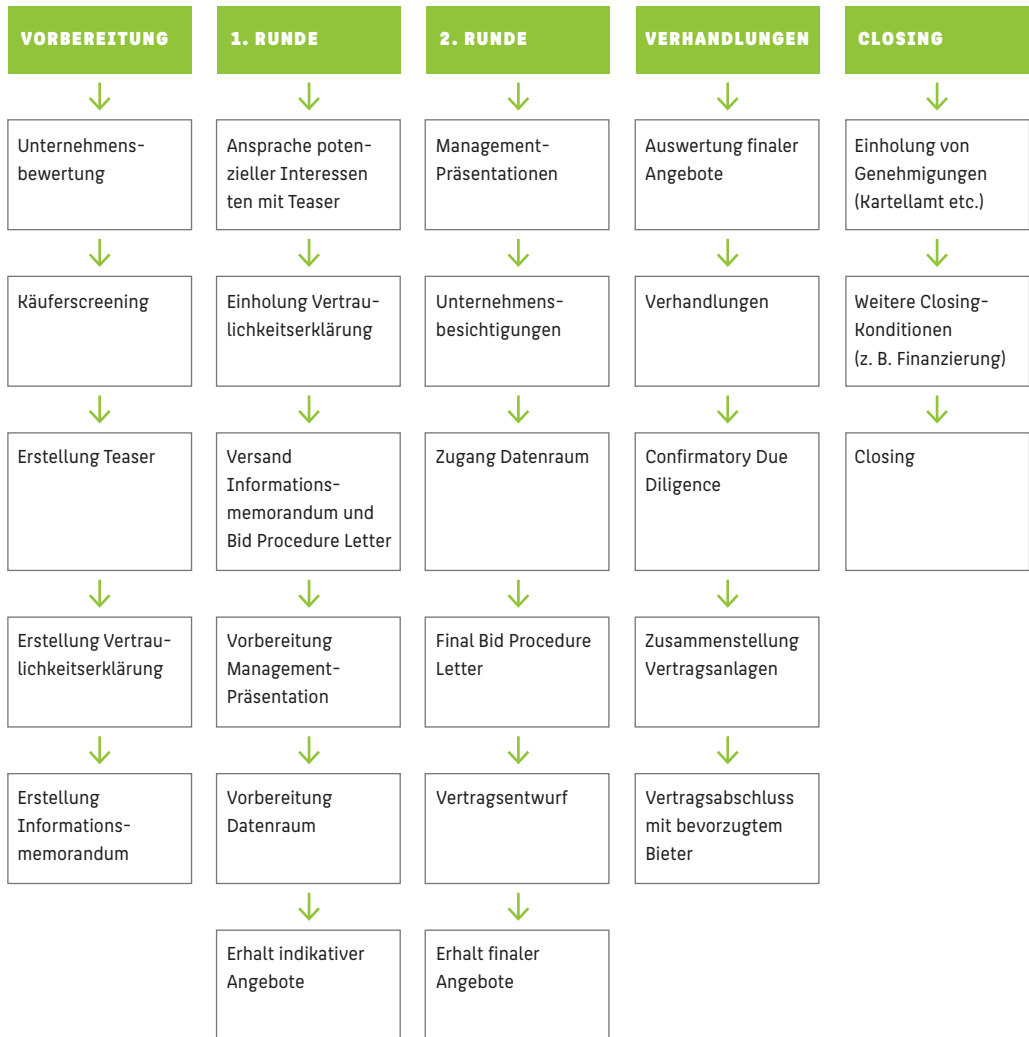 VORBEREITUNG
Unternehmens-
bewertung
Käuferscreening
Erstellung Teaser
Erstellung Vertrau-
lichkeitserklärung
Erstellung
Informations-
memorandum
1. RUNDE
Ansprache poten-
zieller Interessen
ten mit Teaser
Einholung Vertrau-
lichkeitserklärung
Versand
Informations-
memorandum und
Bid Procedure Letter
Vorbereitung
Management-
Präsentation
Vorbereitung
Datenraum
Erhalt indikativer
Angebote
2. RUNDE
Management-
Präsentationen
Unternehmens-
besichtigungen
Zugang Datenraum
Final Bid Procedure
Letter
Vertragsentwurf
Erhalt finaler
Angebote
VERHANDLUNGEN
Auswertung finaler
Angebote
Verhandlungen
Confirmatory Due
Diligence
Zusammenstellung
Vertragsanlagen
Vertragsabschluss
mit bevorzugtem
Bieter
CLOSING
Einholung von
Genehmigungen
(Kartellamt etc.)
Weitere Closing-
Konditionen
(z. B. Finanzierung)
Closing